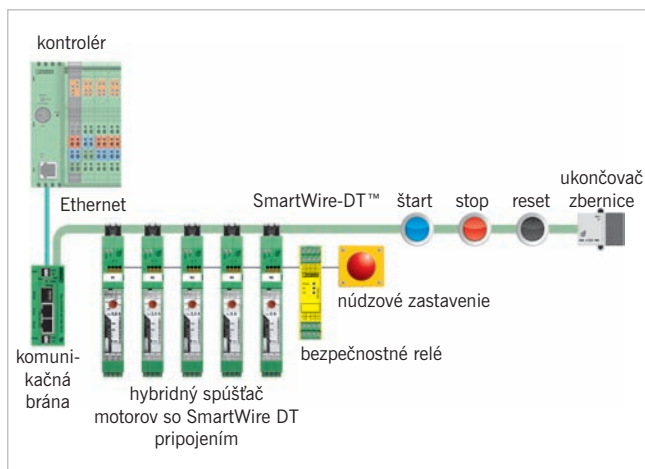 kontrolér
Ethernet
SmartWire-DT™
štart
stop
reset
ukončovač
zbernice
núdzové zastavenie
bezpečnostné relé
komuni-
kačná
brána
hybridný spúšťač
motorov so SmartWire DT
pripojením